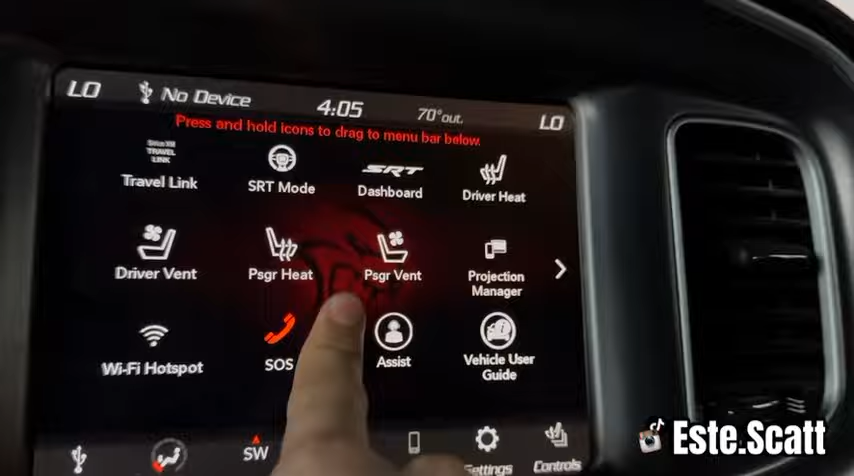 LO No Device 4:05 70°out. LO
Press and hold icons to drag to menu bar below.
SiriusXM
TRAVEL
LINK
SRT
Travel Link SRT Mode Dashboard Driver Heat
Driver Vent Psgr Heat Psgr Vent Projection
Manager
Wi-Fi Hotspot SOS Assist Vehicle User
Guide
SW Settings Controls
Este.Scatt